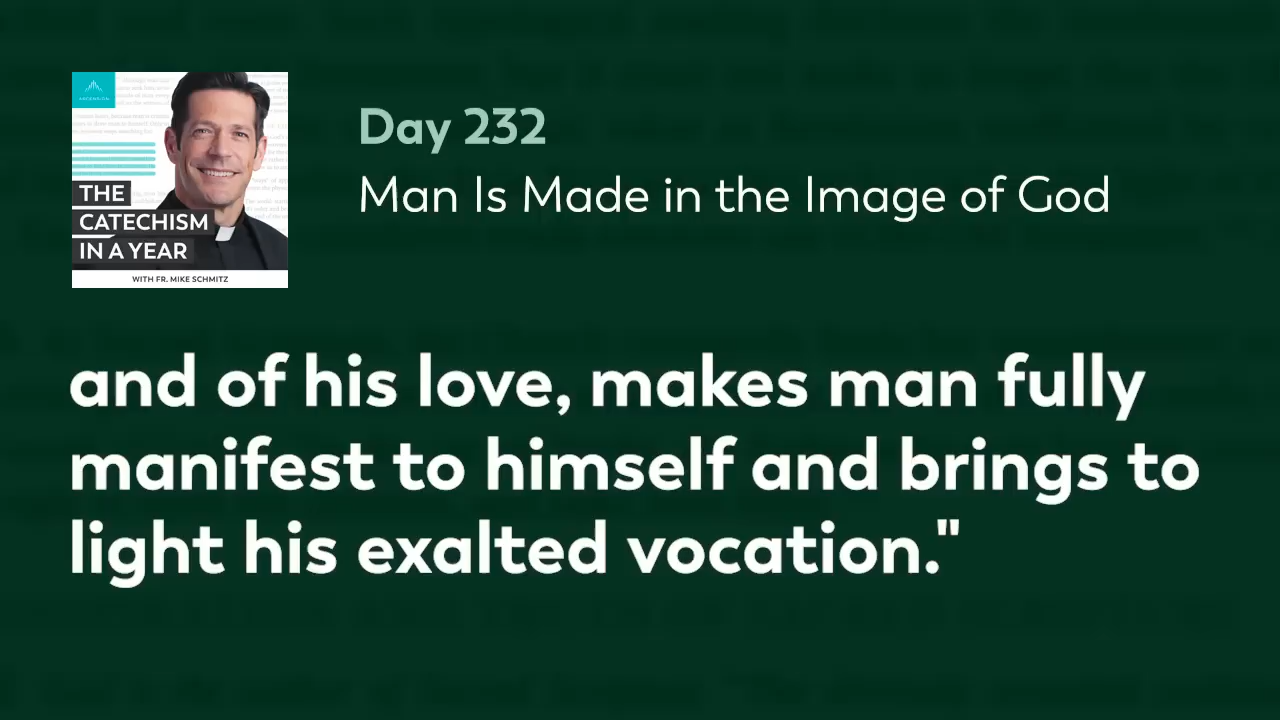 ASCENSION
THE
CATECHISM
IN A YEAR
WITH FR. MIKE SCHMITZ
Day 232
Man Is Made in the Image of God
and of his love, makes man fully
manifest to himself and brings to
light his exalted vocation."